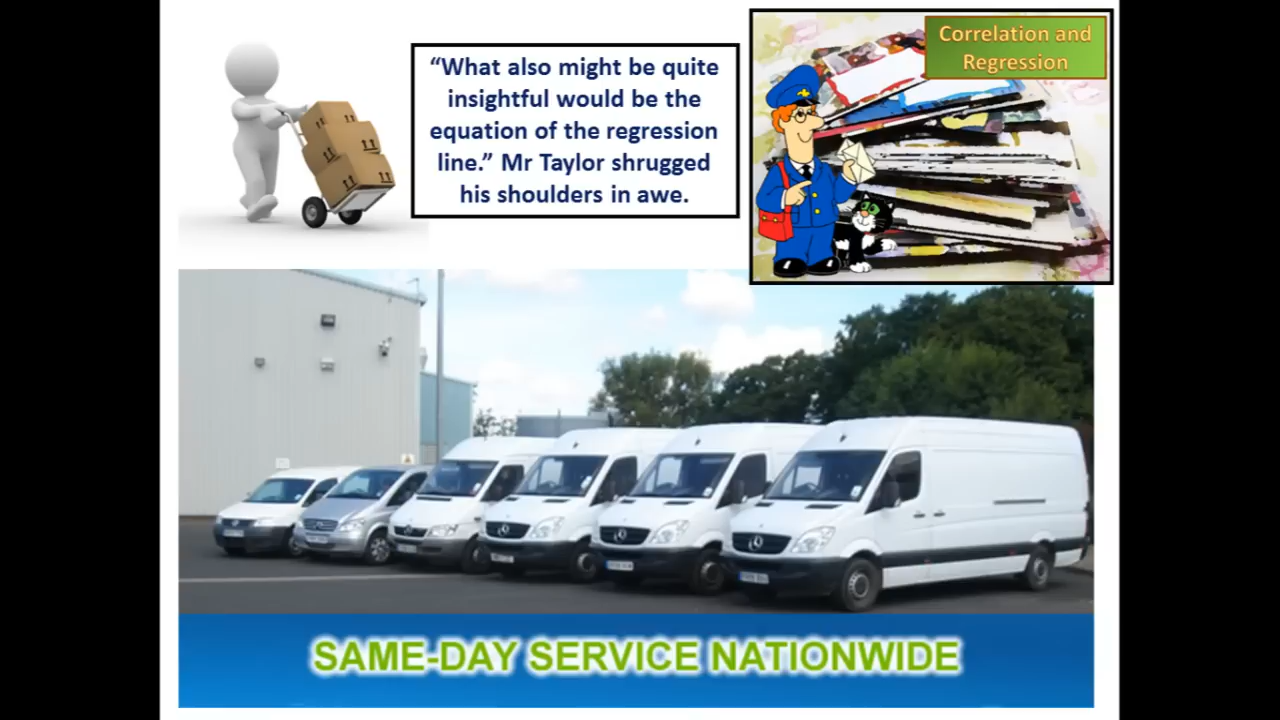 “What also might be quite
insightful would be the
equation of the regression
line.” Mr Taylor shrugged
his shoulders in awe.
Correlation and
Regression
SAME-DAY SERVICE NATIONWIDE